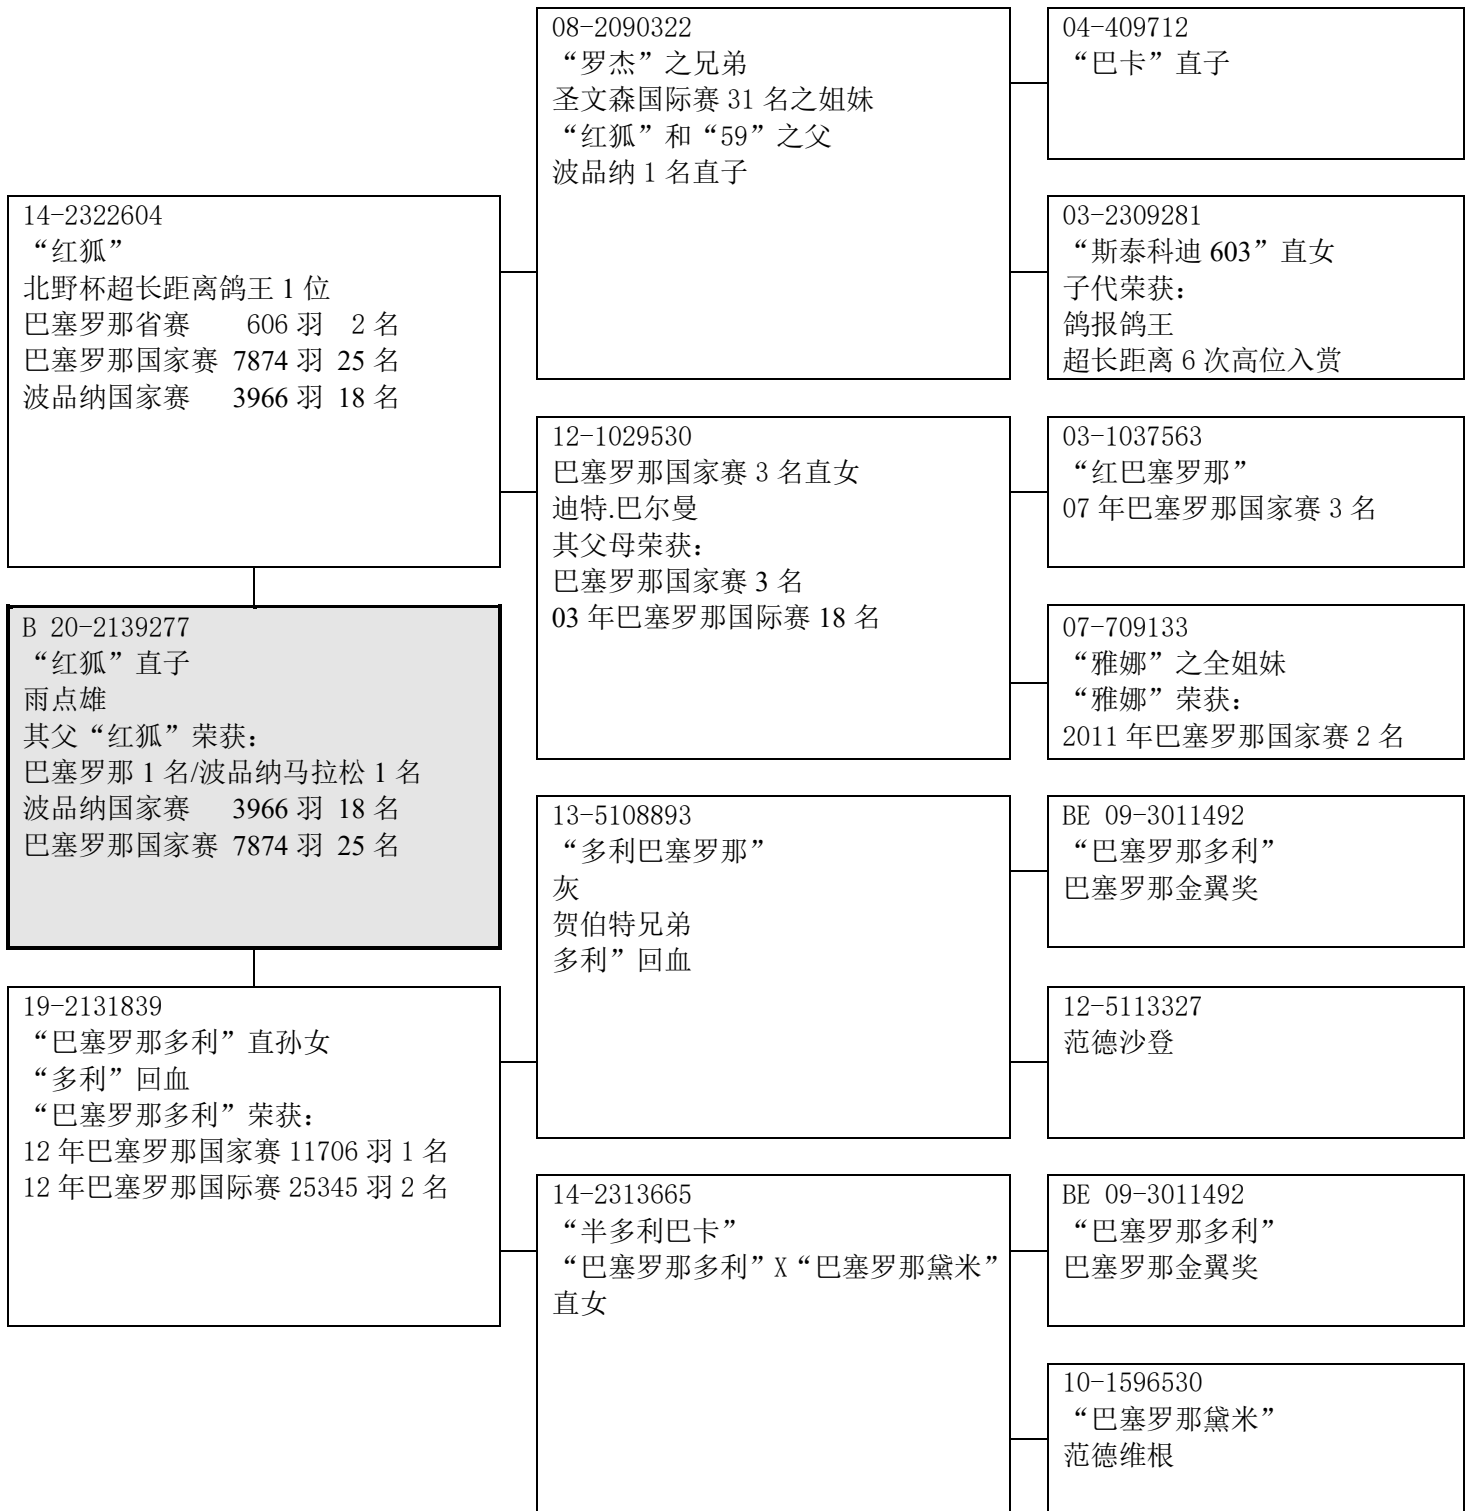 14-2322604
“红狐”
北野杯超长距离鸽王 1 位
巴塞罗那省赛 606 羽 2 名
巴塞罗那国家赛 7874 羽 25 名
波品纳国家赛 3966 羽 18 名
B 20-2139277
“红狐”直子
雨点雄
其父“红狐”荣获：
巴塞罗那 1 名/波品纳马拉松 1 名
波品纳国家赛 3966 羽 18 名
巴塞罗那国家赛 7874 羽 25 名
19-2131839
“巴塞罗那多利”直孙女
“多利”回血
“巴塞罗那多利”荣获：
12 年巴塞罗那国家赛 11706 羽 1 名
12 年巴塞罗那国际赛 25345 羽 2 名
08-2090322
“罗杰”之兄弟
圣文森国际赛 31 名之姐妹
“红狐”和“59”之父
波品纳 1 名直子
12-1029530
巴塞罗那国家赛 3 名直女
迪特.巴尔曼
其父母荣获：
巴塞罗那国家赛 3 名
03 年巴塞罗那国际赛 18 名
13-5108893
“多利巴塞罗那”
灰
贺伯特兄弟
多利”回血
14-2313665
“半多利巴卡”
“巴塞罗那多利”X“巴塞罗那黛米”
直女
04-409712
“巴卡”直子
03-2309281
“斯泰科迪 603”直女
子代荣获：
鸽报鸽王
超长距离 6 次高位入赏
03-1037563
“红巴塞罗那”
07 年巴塞罗那国家赛 3 名
07-709133
“雅娜”之全姐妹
“雅娜”荣获：
2011 年巴塞罗那国家赛 2 名
BE 09-3011492
“巴塞罗那多利”
巴塞罗那金翼奖
12-5113327
范德沙登
BE 09-3011492
“巴塞罗那多利”
巴塞罗那金翼奖
10-1596530
“巴塞罗那黛米”
范德维根